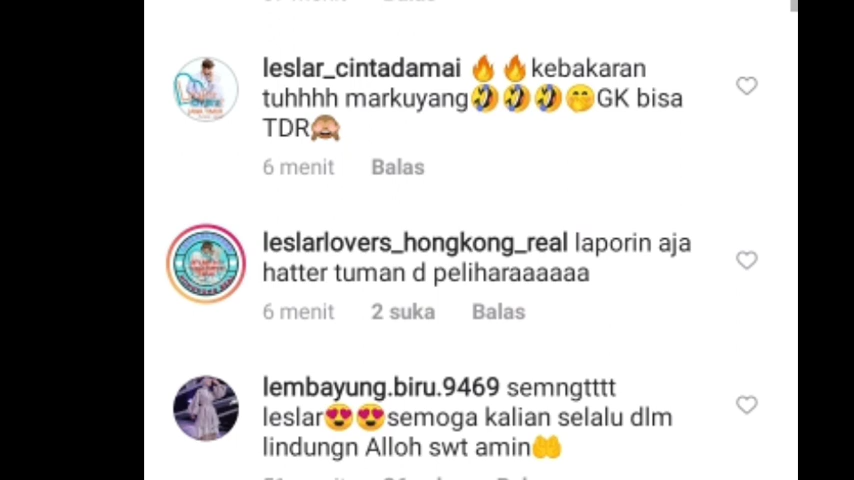 leslar_cintadamai 🔥🔥kebakaran
tuhhhh markuyang🤣🤣🤣🤭GK bisa
TDR🙈
6 menit Balas
leslarlovers_hongkong_real laporin aja
hatter tuman d peliharaaaaaa
6 menit 2 suka Balas
lembayung.biru.9469 semngtttt
leslar😍😍semoga kalian selalu dlm
lindungn Alloh swt amin🤲